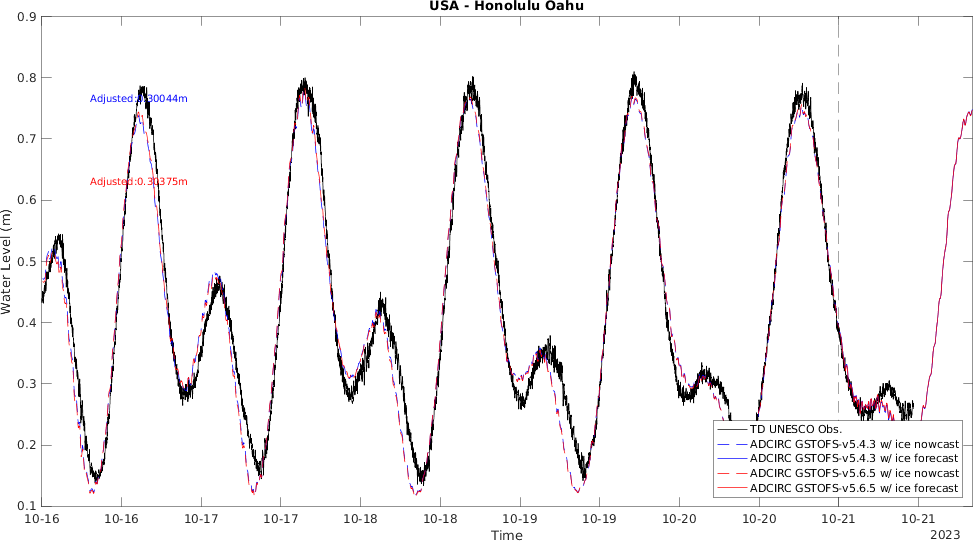 USA - Honolulu Oahu
0.9
0.8
0.7
0.6
0.5
0.4
0.3
0.2
0.1
Water Level (m)
Adjusted:0.30044m
Adjusted:0.30375m
TD UNESCO Obs.
ADCIRC GSTOFS-v5.4.3 w/ ice nowcast
ADCIRC GSTOFS-v5.4.3 w/ ice forecast
ADCIRC GSTOFS-v5.6.5 w/ ice nowcast
ADCIRC GSTOFS-v5.6.5 w/ ice forecast
10-16 10-16 10-17 10-17 10-18 10-18 10-19 10-19 10-20 10-20 10-21 10-21
Time
2023